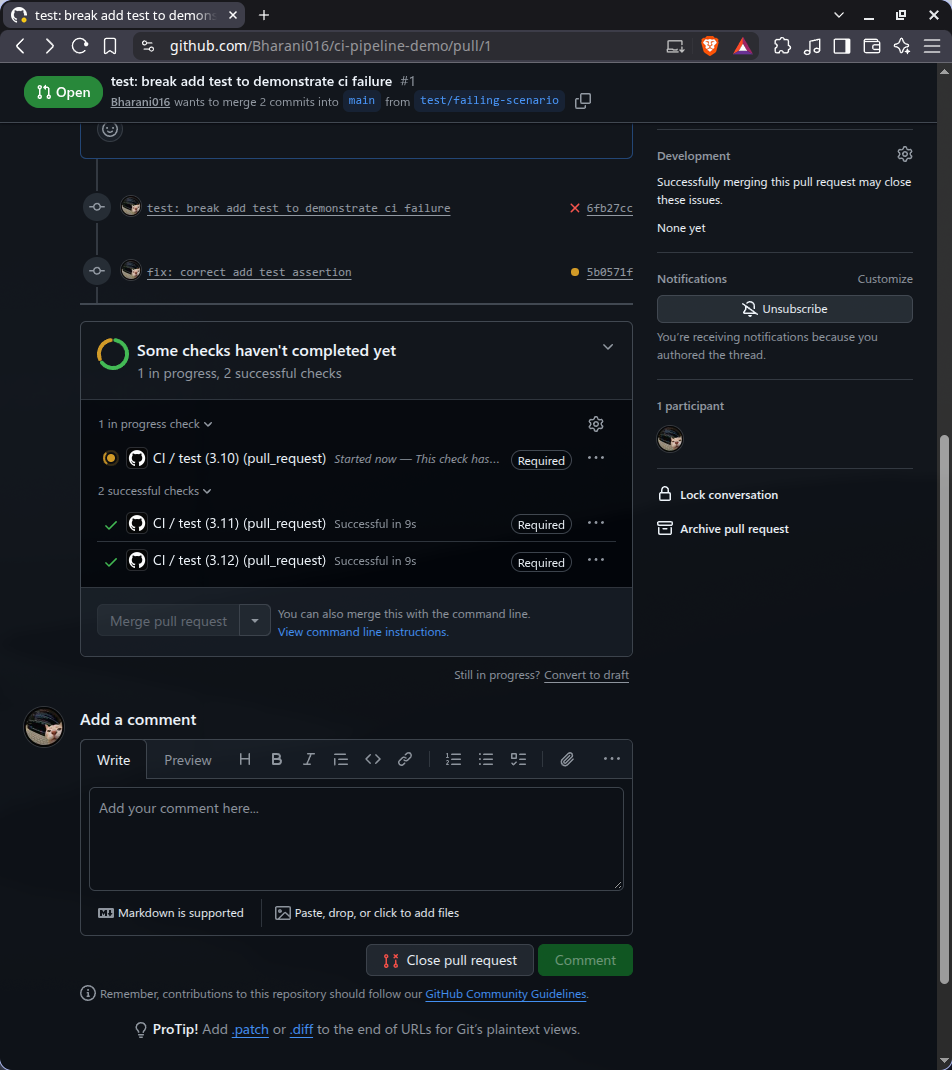 test: break add test to demons
github.com/Bharani016/ci-pipeline-demo/pull/1
Open
test: break add test to demonstrate ci failure #1
Bharani016 wants to merge 2 commits into main from test/failing-scenario
test: break add test to demonstrate ci failure
6fb27cc
fix: correct add test assertion
5b0571f
Some checks haven't completed yet
1 in progress, 2 successful checks
1 in progress check
CI / test (3.10) (pull_request) Started now — This check has... Required
2 successful checks
CI / test (3.11) (pull_request) Successful in 9s Required
CI / test (3.12) (pull_request) Successful in 9s Required
Merge pull request
You can also merge this with the command line.
View command line instructions.
Still in progress? Convert to draft
Add a comment
Write
Preview
Add your comment here...
Markdown is supported
Paste, drop, or click to add files
Close pull request
Comment
Remember, contributions to this repository should follow our GitHub Community Guidelines.
ProTip! Add .patch or .diff to the end of URLs for Git's plaintext views.
Development
Successfully merging this pull request may close
these issues.
None yet
Notifications
Customize
Unsubscribe
You're receiving notifications because you
authored the thread.
1 participant
Lock conversation
Archive pull request